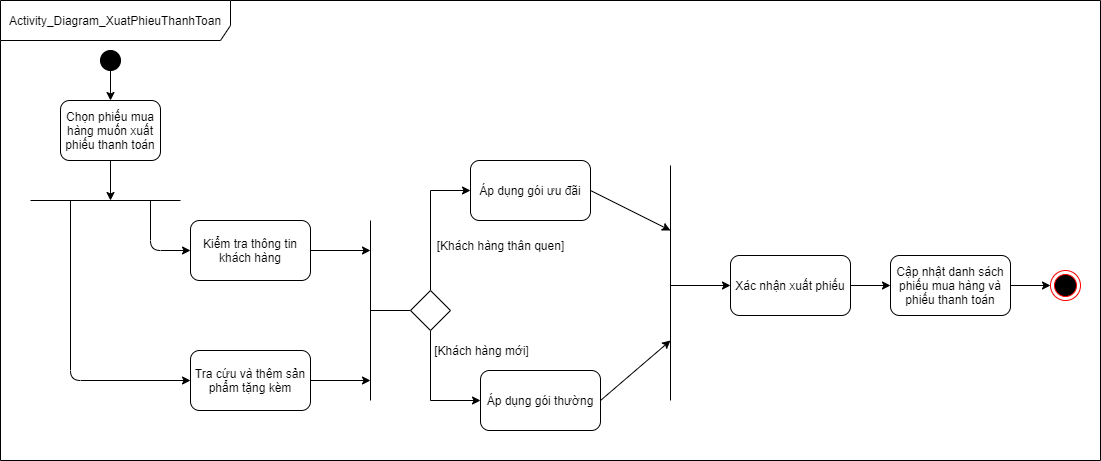 Activity_Diagram_XuatPhieuThanhToan
Chọn phiếu mua
hàng muốn xuất
phiếu thanh toán
Kiểm tra thông tin
khách hàng
Tra cứu và thêm sản
phẩm tặng kèm
Áp dụng gói ưu đãi
[Khách hàng thân quen]
[Khách hàng mới]
Áp dụng gói thường
Xác nhận xuất phiếu
Cập nhật danh sách
phiếu mua hàng và
phiếu thanh toán